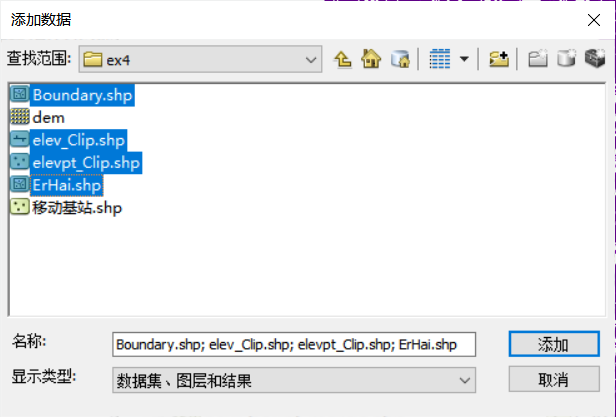 添加数据
查找范围: ex4
Boundary.shp
dem
elev_Clip.shp
elevpt_Clip.shp
ErHai.shp
移动基站.shp
名称: Boundary.shp; elev_Clip.shp; elevpt_Clip.shp; ErHai.shp 添加
显示类型: 数据集、图层和结果 取消